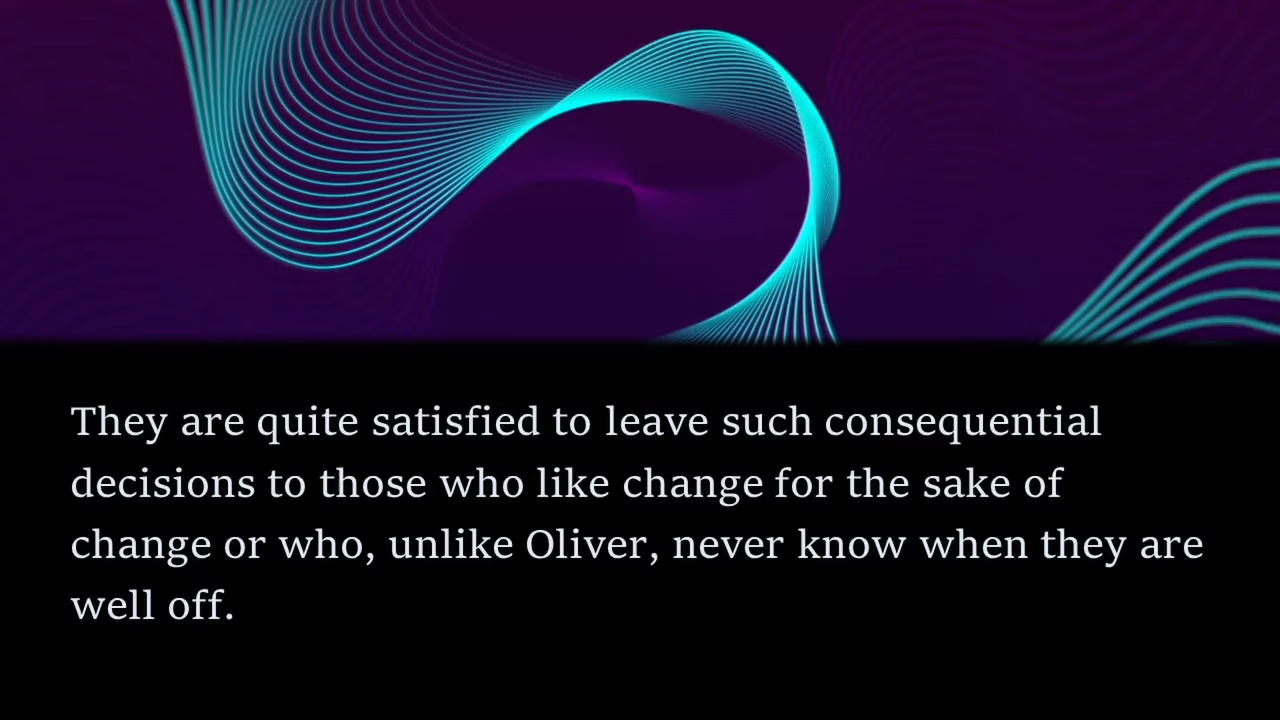 They are quite satisfied to leave such consequential
decisions to those who like change for the sake of
change or who, unlike Oliver, never know when they are
well off.